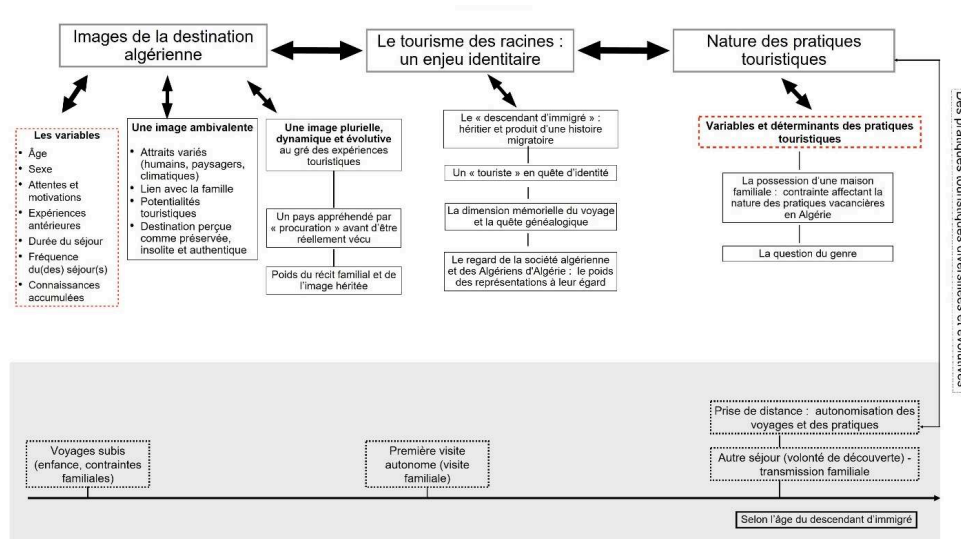 Images de la destination
algérienne
Le tourisme des racines :
un enjeu identitaire
Nature des pratiques
touristiques
Les variables
• Âge
• Sexe
• Attentes et
motivations
• Expériences
antérieures
• Durée du séjour
• Fréquence
du(des) séjour(s)
• Connaissances
accumulées
Une image ambivalente
• Attraits variés
(humains, paysagers,
climatiques)
• Lien avec la famille
• Potentialités
touristiques
• Destination perçue
comme préservée,
insolite et authentique
Une image plurielle,
dynamique et évolutive
au gré des expériences
touristiques
Un pays appréhendé par
« procuration » avant d'être
réellement vécu
Poids du récit familial et de
l'image héritée
Le « descendant d'immigré » :
héritier et produit d'une histoire
migratoire
Un « touriste » en quête d'identité
La dimension mémorielle du voyage
et la quête généalogique
Le regard de la société algérienne
et des Algériens d'Algérie : le poids
des représentations à leur égard
Variables et déterminants des pratiques
touristiques
La possession d'une maison
familiale : contrainte affectant la
nature des pratiques vacancières
en Algérie
La question du genre
Des pratiques touristiques diversifiées et évolutives
Voyages subis
(enfance, contraintes
familiales)
Première visite
autonome (visite
familiale)
Prise de distance : autonomisation des
voyages et des pratiques
Autre séjour (volonté de découverte) -
transmission familiale
Selon l'âge du descendant d'immigré